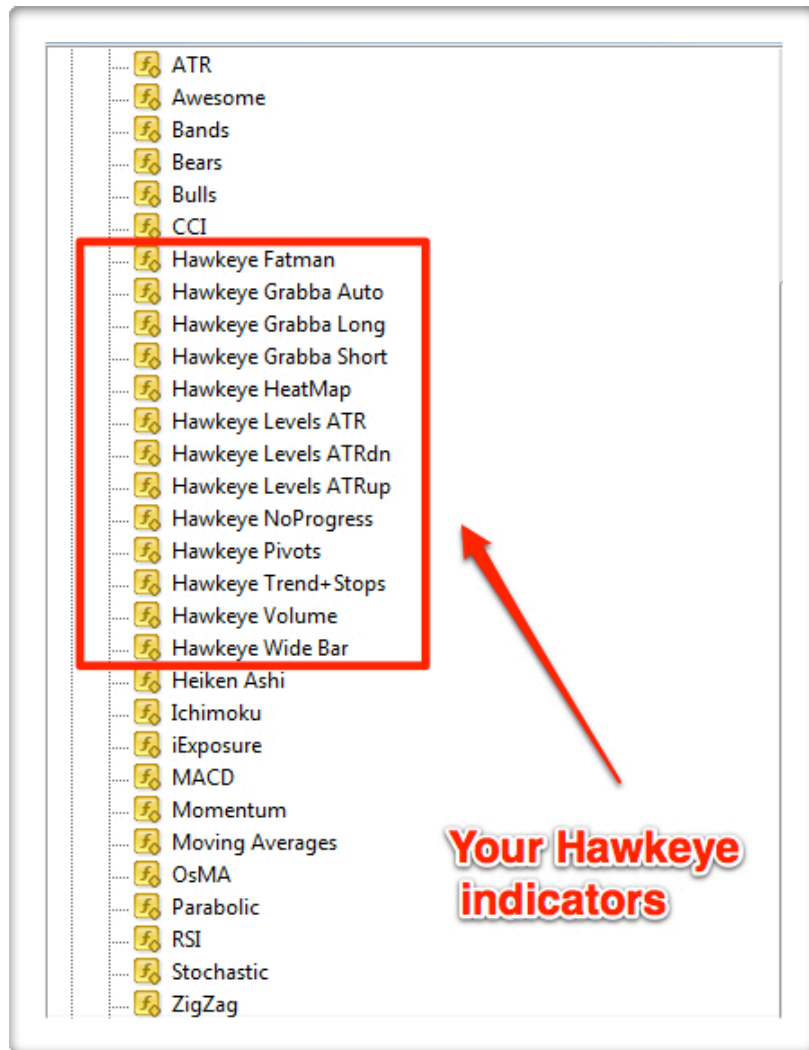 ATR
Awesome
Bands
Bears
Bulls
CCI
Hawkeye Fatman
Hawkeye Grabba Auto
Hawkeye Grabba Long
Hawkeye Grabba Short
Hawkeye HeatMap
Hawkeye Levels ATR
Hawkeye Levels ATRdn
Hawkeye Levels ATRup
Hawkeye NoProgress
Hawkeye Pivots
Hawkeye Trend+Stops
Hawkeye Volume
Hawkeye Wide Bar
Heiken Ashi
Ichimoku
iExposure
MACD
Momentum
Moving Averages
OsMA
Parabolic
RSI
Stochastic
ZigZag
Your Hawkeye
indicators